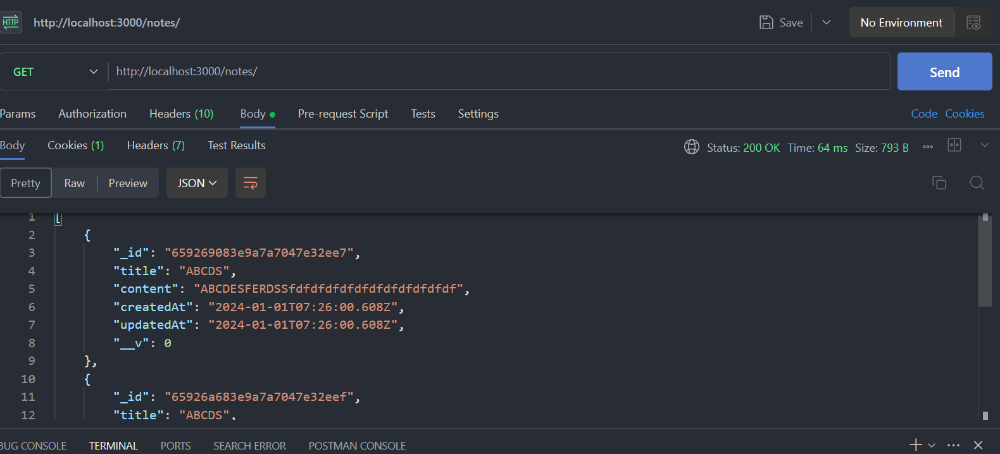 HTTP http://localhost:3000/notes/ Save No Environment
GET http://localhost:3000/notes/ Send
Params Authorization Headers (10) Body Pre-request Script Tests Settings Code Cookies
Body Cookies (1) Headers (7) Test Results Status: 200 OK Time: 64 ms Size: 793 B
Pretty Raw Preview JSON
1 [
2 {
3 "_id": "659269083e9a7a7047e32ee7",
4 "title": "ABCDS",
5 "content": "ABCDESFERDSSfdfdfdfdfdfdfdfdfdfdfdf",
6 "createdAt": "2024-01-01T07:26:00.608Z",
7 "updatedAt": "2024-01-01T07:26:00.608Z",
8 "__v": 0
9 },
10 {
11 "_id": "65926a683e9a7a7047e32eef",
12 "title": "ABCDS",
BUG CONSOLE TERMINAL PORTS SEARCH ERROR POSTMAN CONSOLE